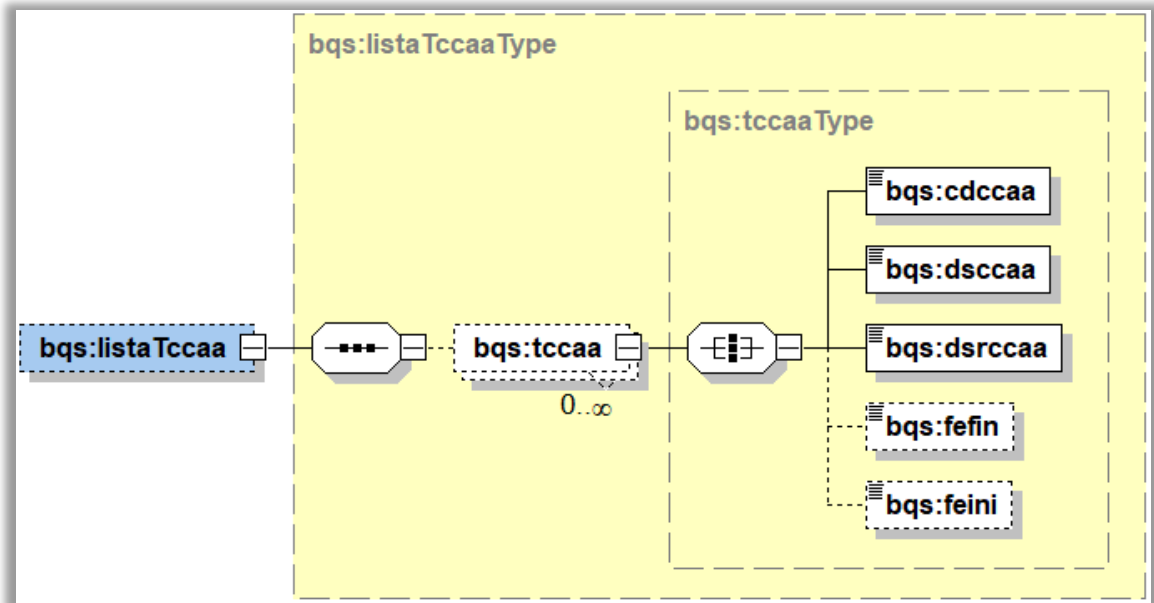 bqs:listaTccaaType
bqs:tccaaType
bqs:cdccaa
bqs:dsccaa
bqs:listaTccaa
bqs:tccaa
bqs:dsrccaa
0..∞
bqs:fefin
bqs:feini